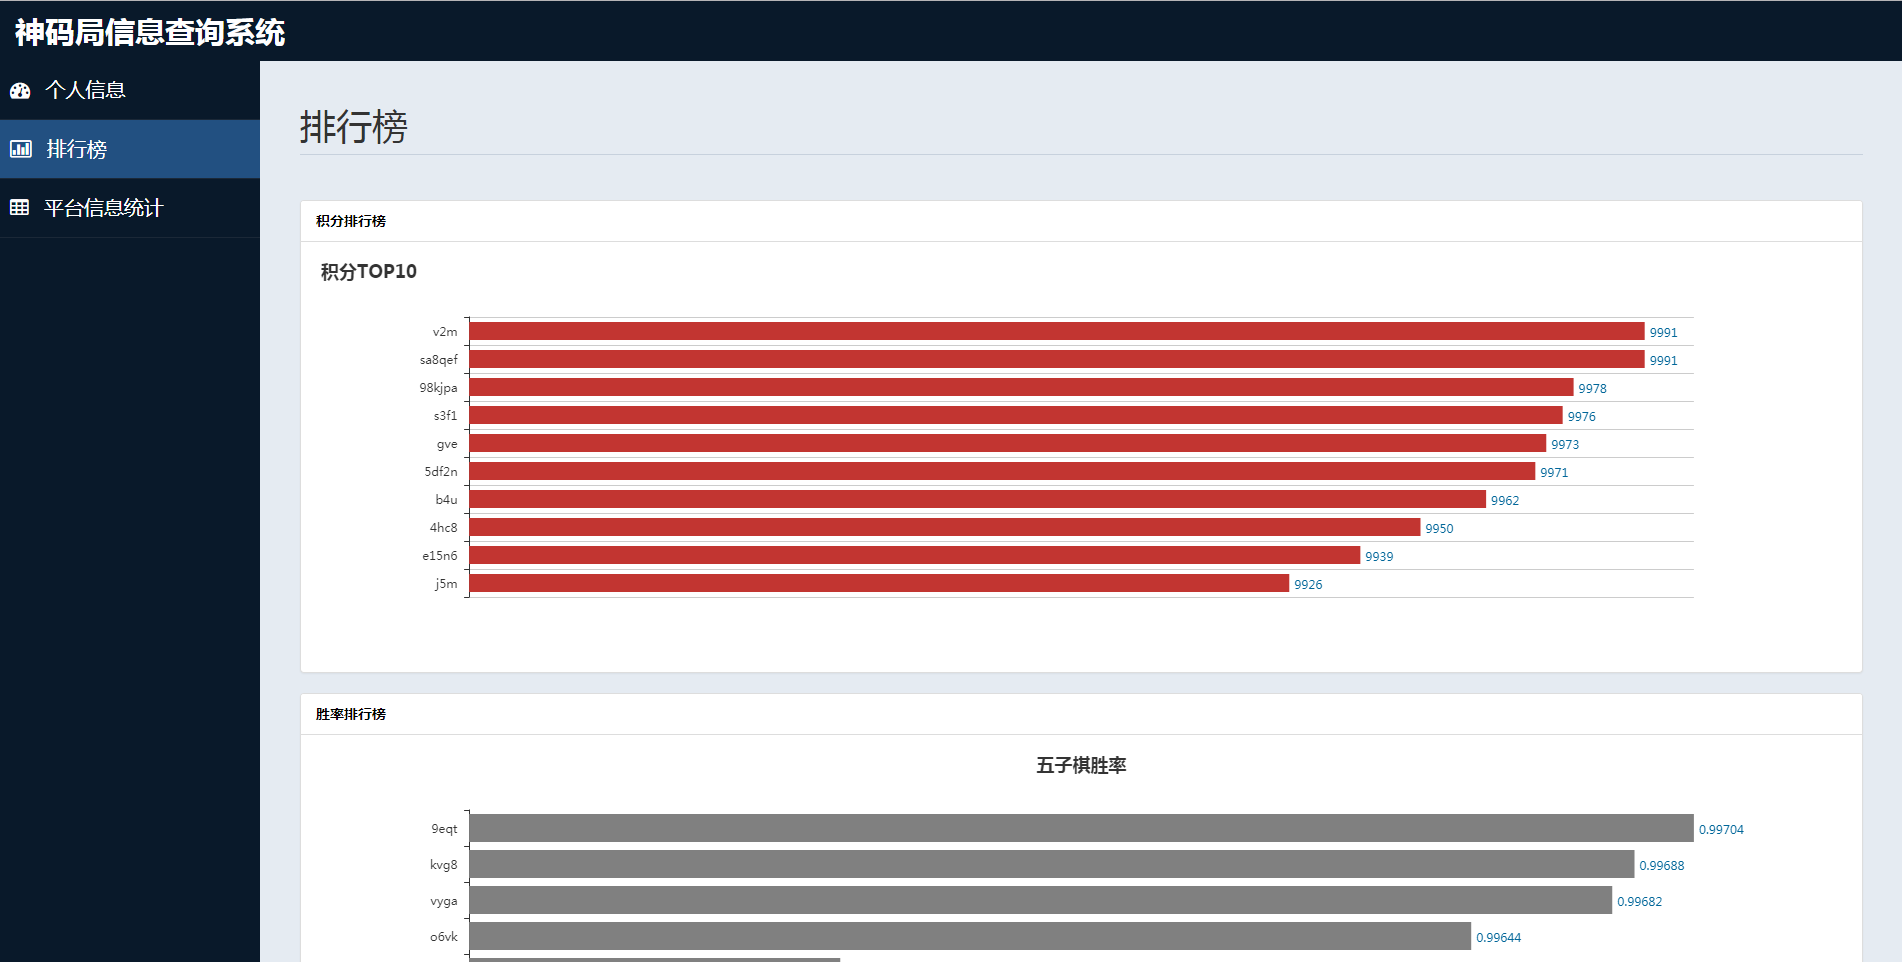 神码局信息查询系统
个人信息
排行榜
平台信息统计
排行榜
积分排行榜
积分TOP10
v2m 9991
sa8qef 9991
98kjpa 9978
s3f1 9976
gve 9973
5df2n 9971
b4u 9962
4hc8 9950
e15n6 9939
j5m 9926
胜率排行榜
五子棋胜率
9eqt 0.99704
kvg8 0.99688
vyga 0.99682
o6vk 0.99644